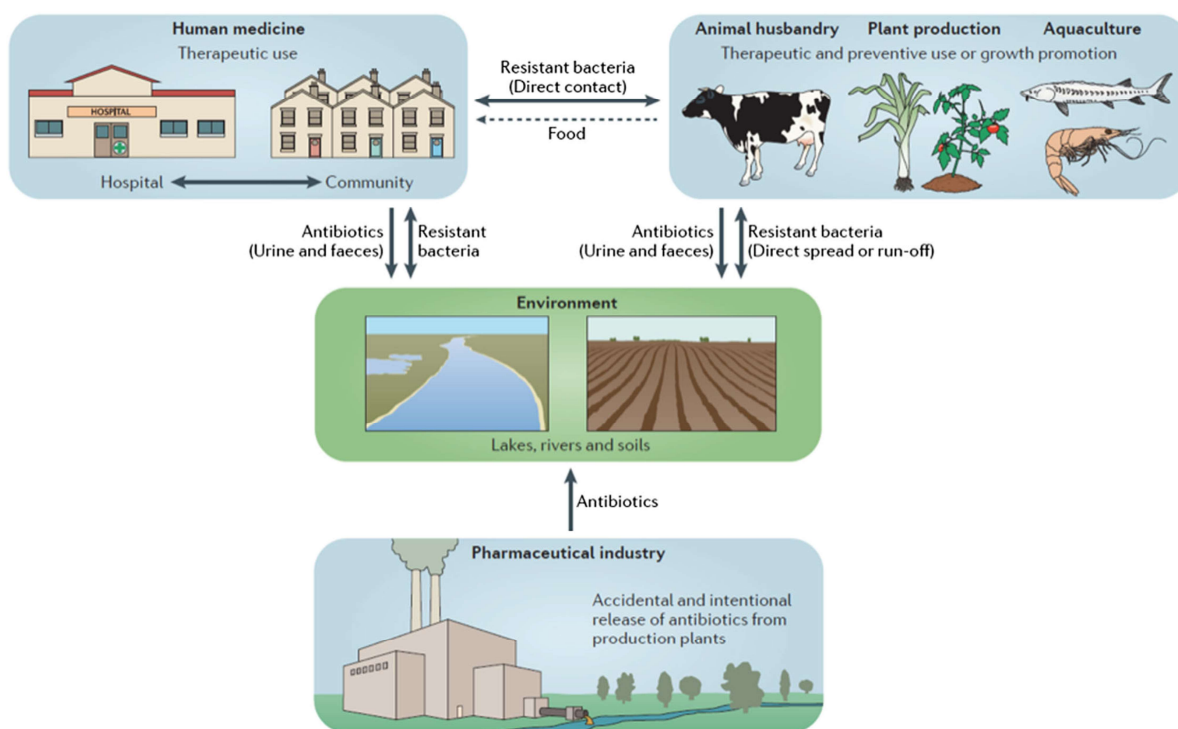 Human medicine
Therapeutic use
HOSPITAL
Hospital
Community
Resistant bacteria
(Direct contact)
Food
Animal husbandry
Plant production
Aquaculture
Therapeutic and preventive use or growth promotion
Antibiotics
(Urine and faeces)
Resistant
bacteria
Antibiotics
(Urine and faeces)
Resistant bacteria
(Direct spread or run-off)
Environment
Lakes, rivers and soils
Antibiotics
Pharmaceutical industry
Accidental and intentional
release of antibiotics from
production plants